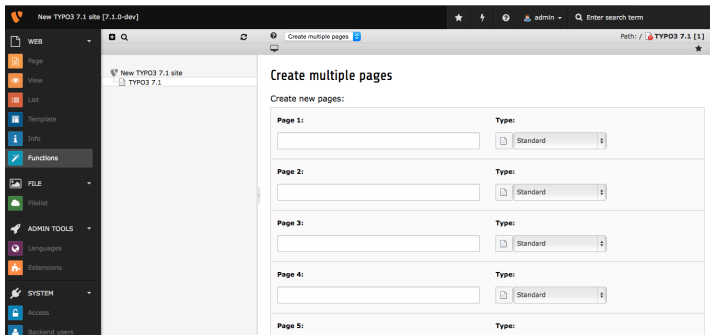 New TYPO3 7.1 site [7.1.0-dev]
admin
Enter search term
WEB
Page
View
List
Template
Info
Functions
FILE
Filelist
ADMIN TOOLS
Languages
Extensions
SYSTEM
Access
Backend users
New TYPO3 7.1 site
TYPO3 7.1
Create multiple pages
Path: / TYPO3 7.1 [1]
Create multiple pages
Create new pages:
Page 1: Type:
Standard
Page 2: Type:
Standard
Page 3: Type:
Standard
Page 4: Type:
Standard
Page 5: Type: